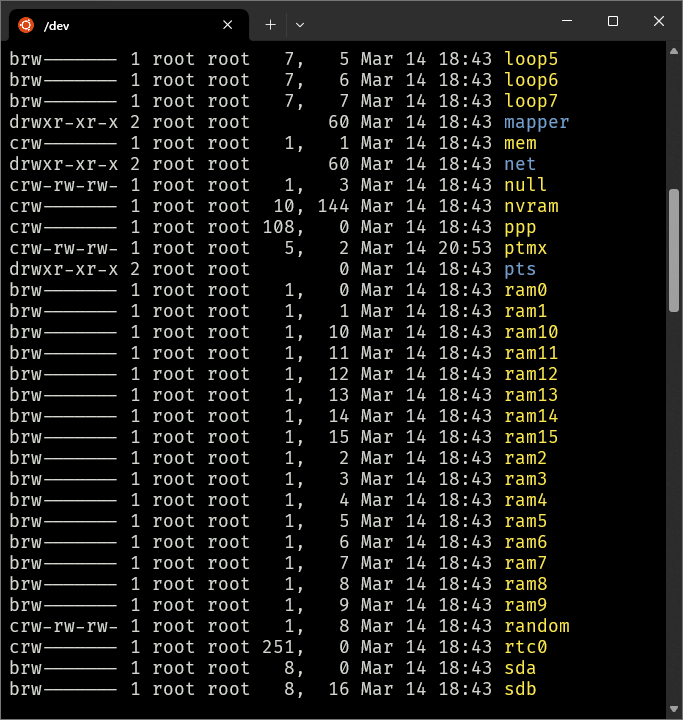 /dev
brw------- 1 root root   7,   5 Mar 14 18:43 loop5
brw------- 1 root root   7,   6 Mar 14 18:43 loop6
brw------- 1 root root   7,   7 Mar 14 18:43 loop7
drwxr-xr-x 2 root root       60 Mar 14 18:43 mapper
crw------- 1 root root   1,   1 Mar 14 18:43 mem
drwxr-xr-x 2 root root       60 Mar 14 18:43 net
crw-rw-rw- 1 root root   1,   3 Mar 14 18:43 null
crw------- 1 root root  10, 144 Mar 14 18:43 nvram
crw------- 1 root root 108,   0 Mar 14 18:43 ppp
crw-rw-rw- 1 root root   5,   2 Mar 14 20:53 ptmx
drwxr-xr-x 2 root root        0 Mar 14 18:43 pts
brw------- 1 root root   1,   0 Mar 14 18:43 ram0
brw------- 1 root root   1,   1 Mar 14 18:43 ram1
brw------- 1 root root   1,  10 Mar 14 18:43 ram10
brw------- 1 root root   1,  11 Mar 14 18:43 ram11
brw------- 1 root root   1,  12 Mar 14 18:43 ram12
brw------- 1 root root   1,  13 Mar 14 18:43 ram13
brw------- 1 root root   1,  14 Mar 14 18:43 ram14
brw------- 1 root root   1,  15 Mar 14 18:43 ram15
brw------- 1 root root   1,   2 Mar 14 18:43 ram2
brw------- 1 root root   1,   3 Mar 14 18:43 ram3
brw------- 1 root root   1,   4 Mar 14 18:43 ram4
brw------- 1 root root   1,   5 Mar 14 18:43 ram5
brw------- 1 root root   1,   6 Mar 14 18:43 ram6
brw------- 1 root root   1,   7 Mar 14 18:43 ram7
brw------- 1 root root   1,   8 Mar 14 18:43 ram8
brw------- 1 root root   1,   9 Mar 14 18:43 ram9
crw-rw-rw- 1 root root   1,   8 Mar 14 18:43 random
crw------- 1 root root 251,   0 Mar 14 18:43 rtc0
brw------- 1 root root   8,   0 Mar 14 18:43 sda
brw------- 1 root root   8,  16 Mar 14 18:43 sdb